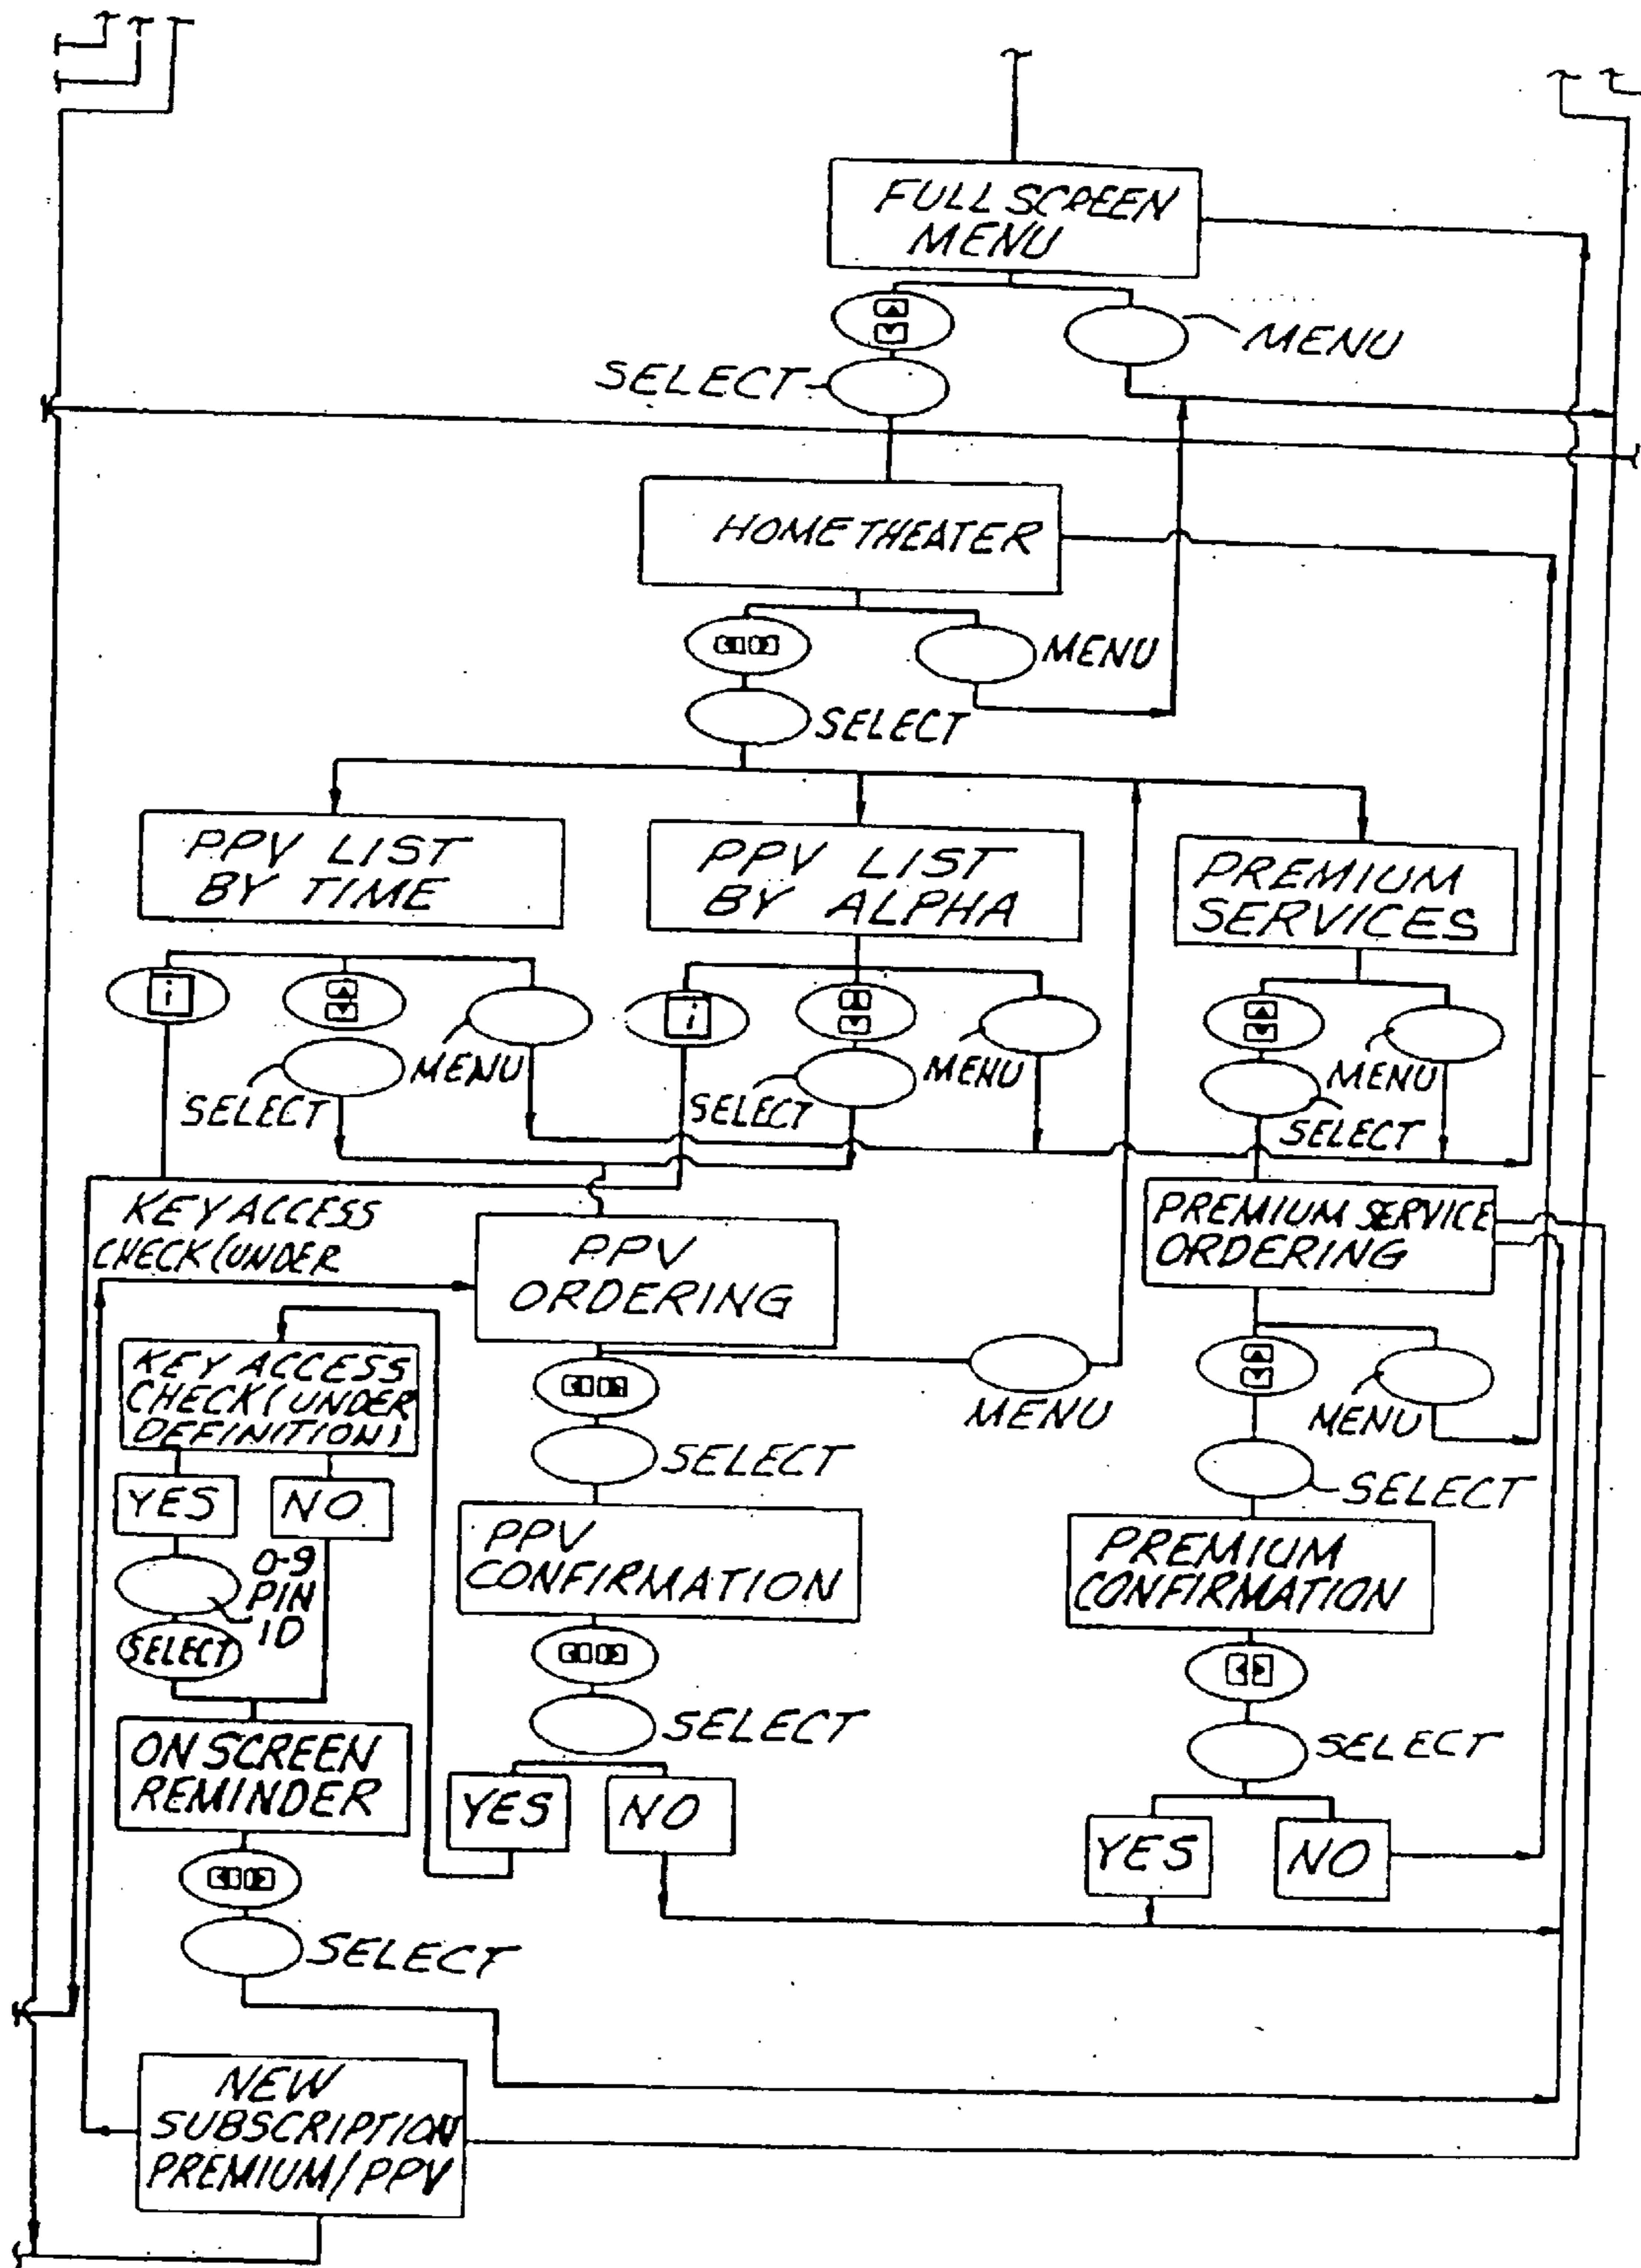 FULL SCREEN
MENU
MENU
SELECT
HOME THEATER
MENU
SELECT
PPV LIST
BY TIME
PPV LIST
BY ALPHA
PREMIUM
SERVICES
i
i
MENU
SELECT
MENU
SELECT
MENU
SELECT
KEY ACCESS
CHECK (UNDER
PPV
ORDERING
PREMIUM SERVICE
ORDERING
KEY ACCESS
CHECK (UNDER
DEFINITION)
MENU
MENU
SELECT
SELECT
YES
NO
0-9
PIN
ID
SELECT
PPV
CONFIRMATION
PREMIUM
CONFIRMATION
SELECT
SELECT
ON SCREEN
REMINDER
YES
NO
YES
NO
SELECT
NEW
SUBSCRIPTION
PREMIUM/PPV